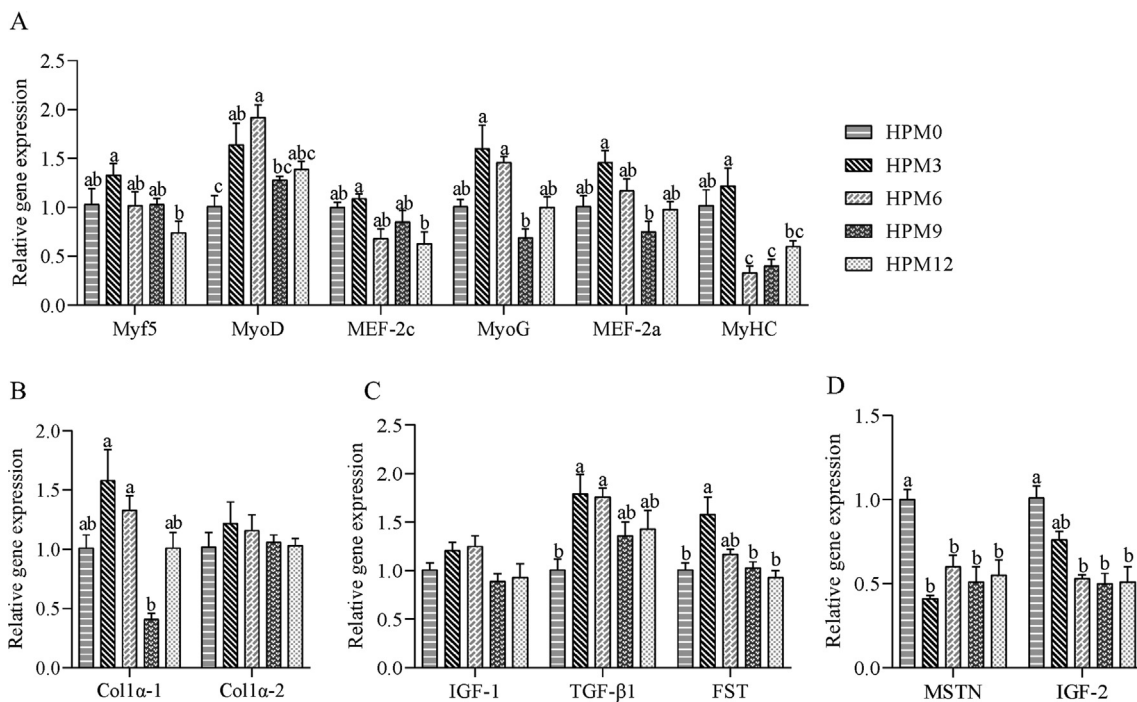 A
Relative gene expression
2.5
2.0
1.5
1.0
0.5
0.0
ab a ab ab b
c ab a bc abc
ab a ab ab b
ab a a b ab
ab a ab b ab
ab a c c bc
Myf5 MyoD MEF-2c MyoG MEF-2a MyHC
HPM0
HPM3
HPM6
HPM9
HPM12
B
Relative gene expression
2.0
1.5
1.0
0.5
0.0
ab a a b ab
Col1α-1 Col1α-2
C
Relative gene expression
2.5
2.0
1.5
1.0
0.5
0.0
b a a ab ab
b a ab b b
IGF-1 TGF-β1 FST
D
Relative gene expression
1.5
1.0
0.5
0.0
a b b b b
a ab b b b
MSTN IGF-2